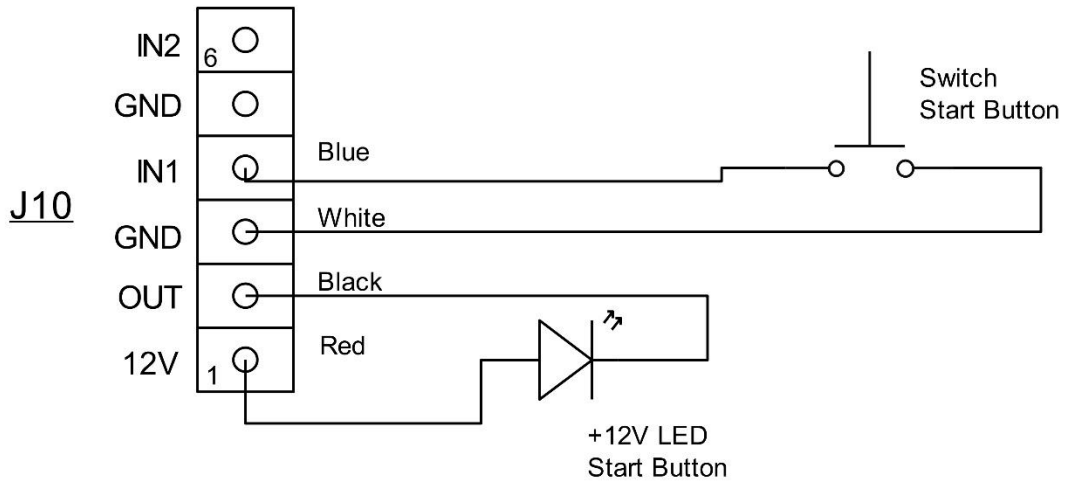 IN2
6
GND
IN1
Blue
J10
GND
White
OUT
Black
12V
1
Red
Switch
Start Button
+12V LED
Start Button